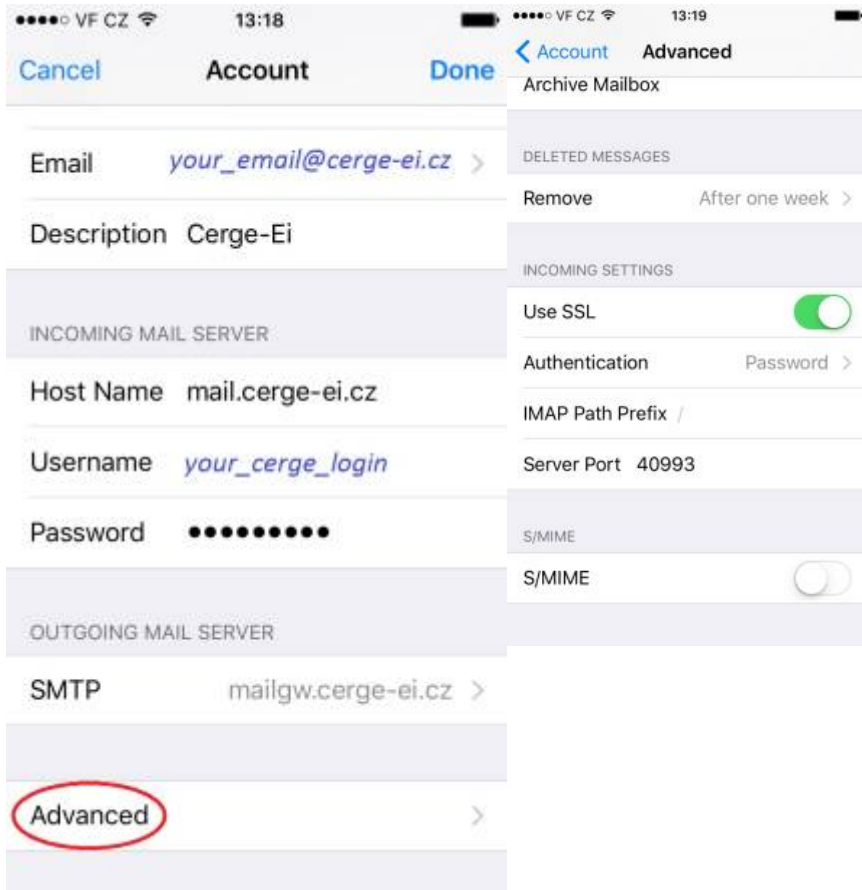 VF CZ 13:18
Cancel Account Done
Email your_email@cerge-ei.cz
Description Cerge-Ei
INCOMING MAIL SERVER
Host Name mail.cerge-ei.cz
Username your_cerge_login
Password •••••••••
OUTGOING MAIL SERVER
SMTP mailgw.cerge-ei.cz
Advanced
VF CZ 13:19
Account Advanced
Archive Mailbox
DELETED MESSAGES
Remove After one week
INCOMING SETTINGS
Use SSL
Authentication Password
IMAP Path Prefix /
Server Port 40993
S/MIME
S/MIME